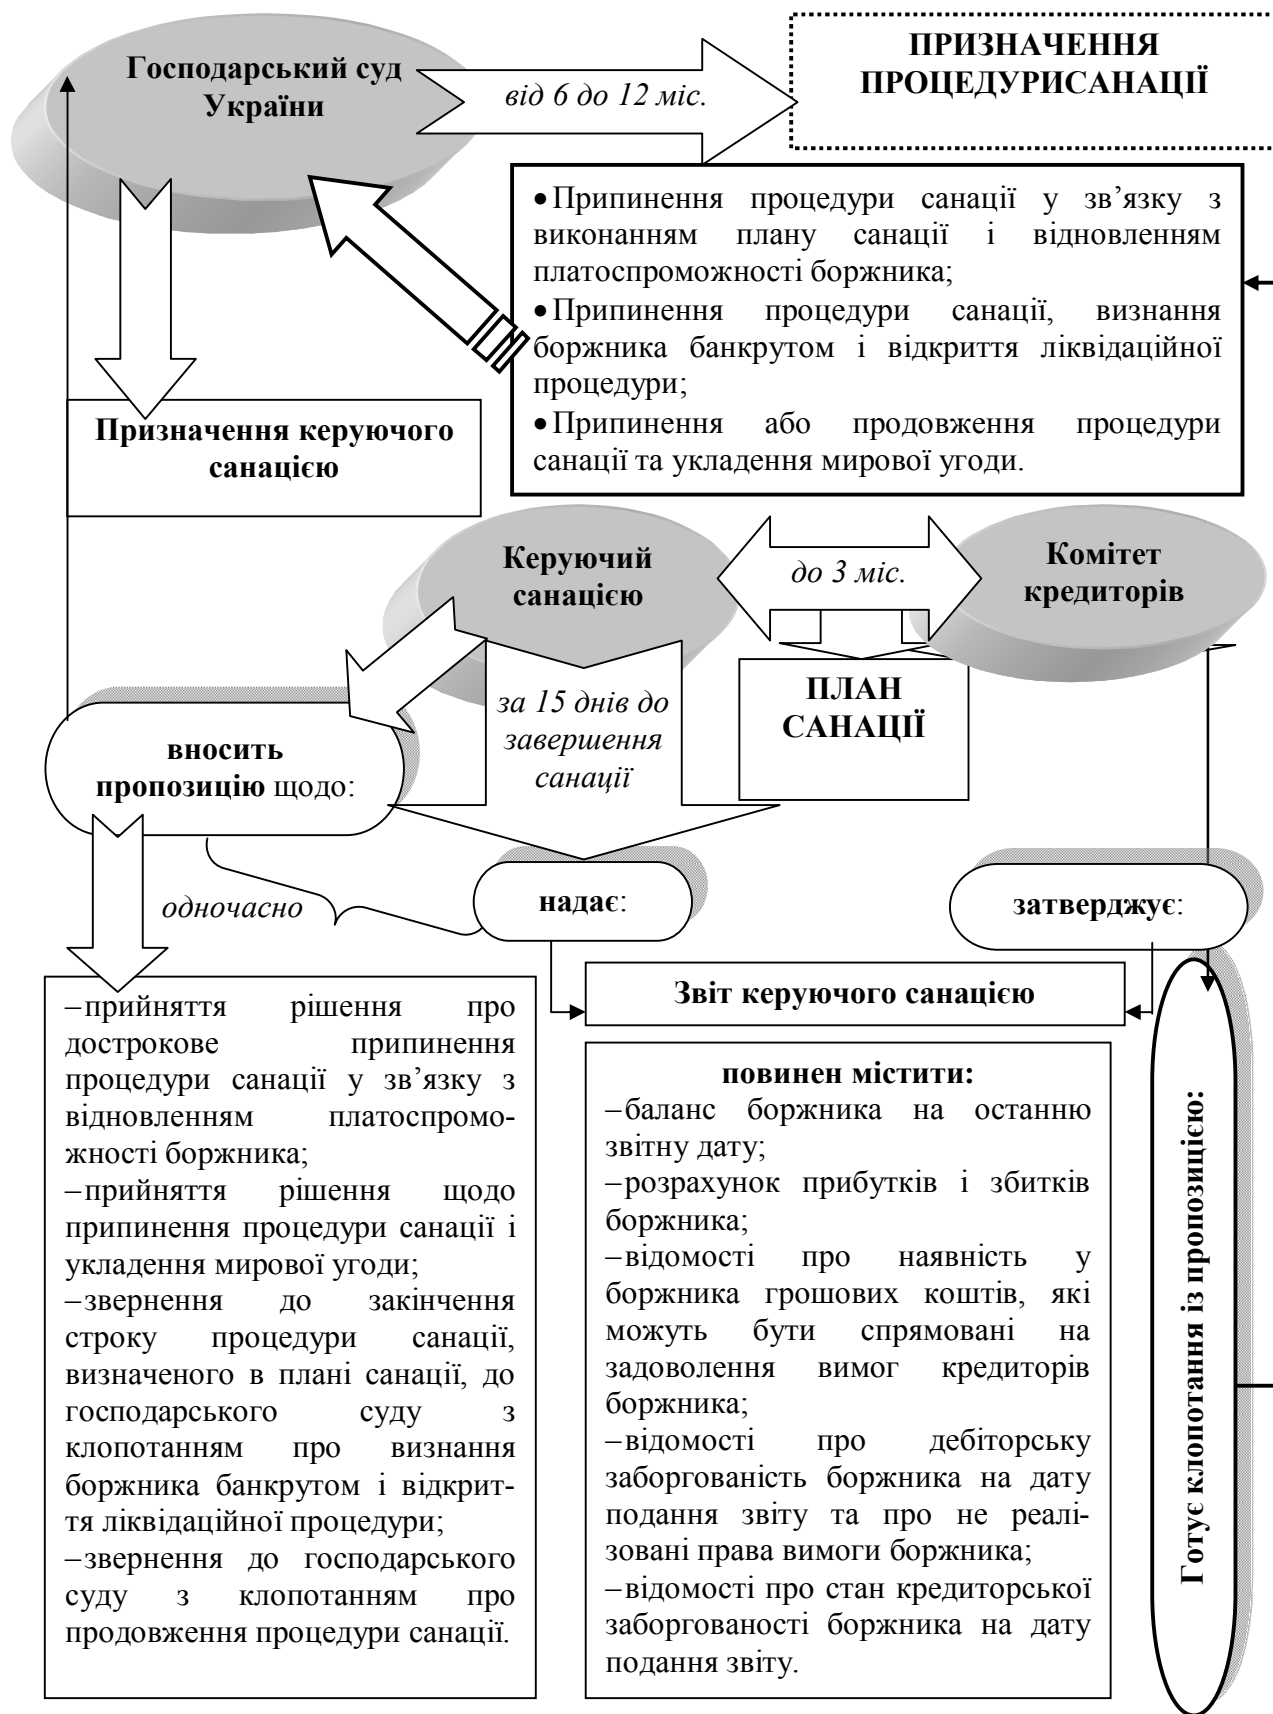 Господарський суд
України
від 6 до 12 міс.
ПРИЗНАЧЕННЯ
ПРОЦЕДУРИСАНАЦІЇ
•Припинення процедури санації у зв’язку з
виконанням плану санації і відновленням
платоспроможності боржника;
•Припинення процедури санації, визнання
боржника банкрутом і відкриття ліквідаційної
процедури;
•Припинення або продовження процедури
санації та укладення мирової угоди.
Призначення керуючого
санацією
Керуючий
санацією
до 3 міс.
Комітет
кредиторів
ПЛАН
САНАЦІЇ
за 15 днів до
завершення
санації
вносить
пропозицію щодо:
одночасно
надає:
затверджує:
Звіт керуючого санацією
–прийняття рішення про
дострокове припинення
процедури санації у зв’язку з
відновленням платоспромо-
жності боржника;
–прийняття рішення щодо
припинення процедури санації і
укладення мирової угоди;
–звернення до закінчення
строку процедури санації,
визначеного в плані санації, до
господарського суду з
клопотанням про визнання
боржника банкрутом і відкрит-
тя ліквідаційної процедури;
–звернення до господарського
суду з клопотанням про
продовження процедури санації.
повинен містити:
–баланс боржника на останню
звітну дату;
–розрахунок прибутків і збитків
боржника;
–відомості про наявність у
боржника грошових коштів, які
можуть бути спрямовані на
задоволення вимог кредиторів
боржника;
–відомості про дебіторську
заборгованість боржника на дату
подання звіту та про не реалі-
зовані права вимоги боржника;
–відомості про стан кредиторської
заборгованості боржника на дату
подання звіту.
Готує клопотання із пропозицією: